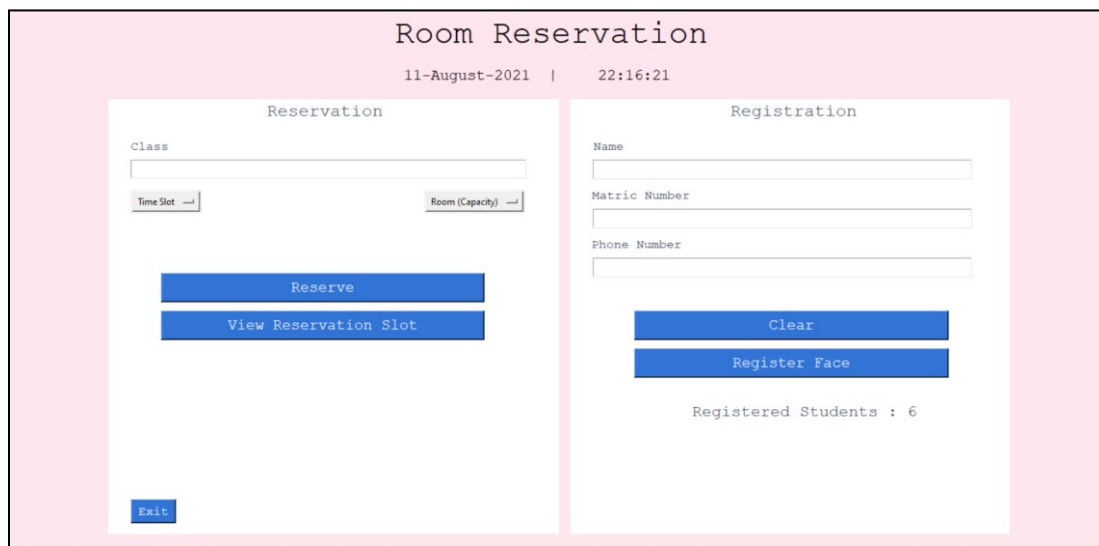 Room Reservation
11-August-2021 | 22:16:21
Reservation
Class
Time Slot
Room (Capacity)
Reserve
View Reservation Slot
Exit
Registration
Name
Matric Number
Phone Number
Clear
Register Face
Registered Students : 6